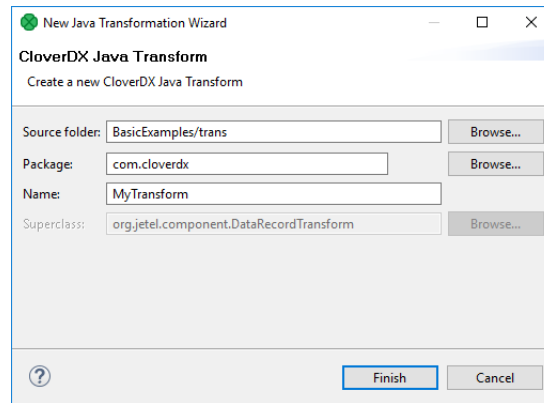 New Java Transformation Wizard
CloverDX Java Transform
Create a new CloverDX Java Transform
Source folder: BasicExamples/trans Browse...
Package: com.cloverdx Browse...
Name: MyTransform
Superclass: org.jetel.component.DataRecordTransform Browse...
? Finish Cancel